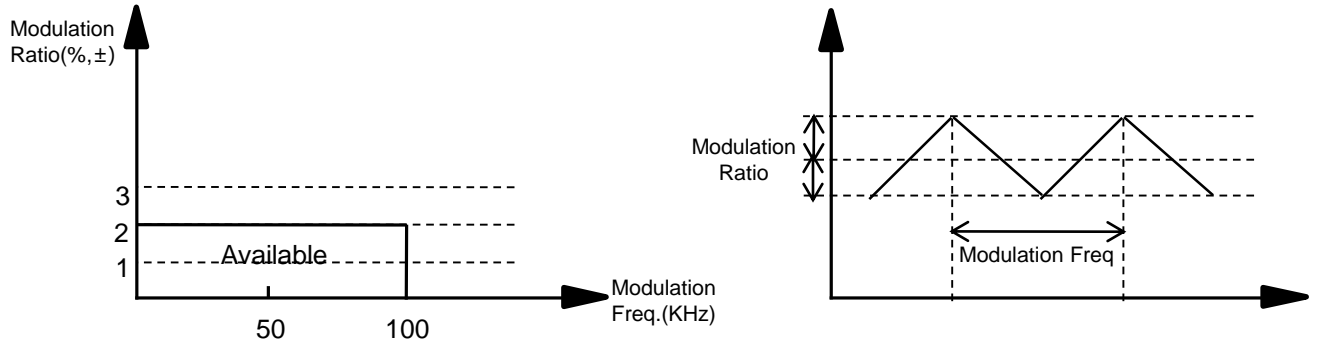 Modulation
Ratio(%,±)
3
2
1
Available
50
100
Modulation
Freq.(KHz)
Modulation
Ratio
Modulation Freq